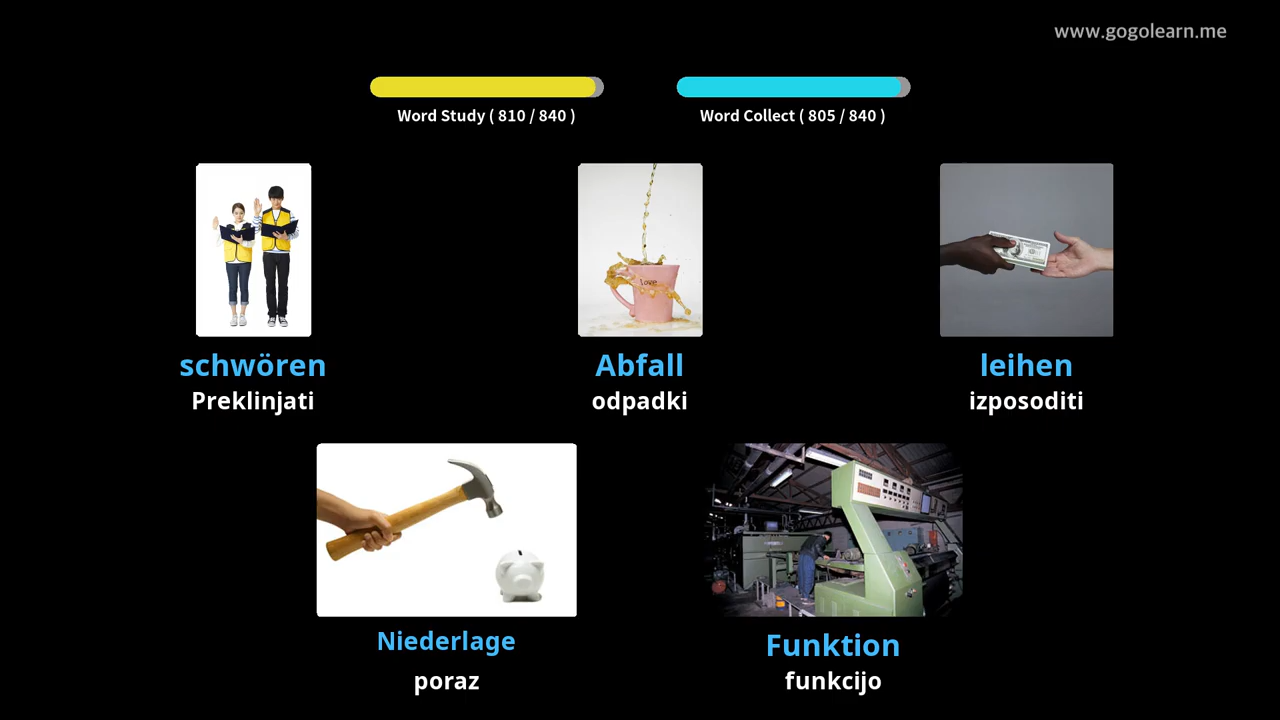 www.gogolearn.me
Word Study ( 810 / 840 )
Word Collect ( 805 / 840 )
love
schwören
Preklinjati
Abfall
odpadki
leihen
izposoditi
Niederlage
poraz
Funktion
funkcijo